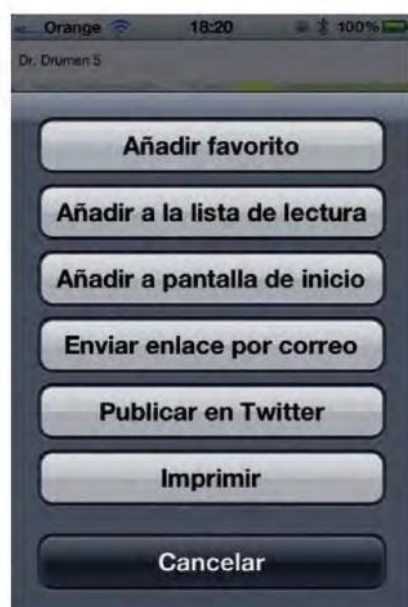 Orange 18:20 100%
Dr. Drumen 5
Añadir favorito
Añadir a la lista de lectura
Añadir a pantalla de inicio
Enviar enlace por correo
Publicar en Twitter
Imprimir
Cancelar